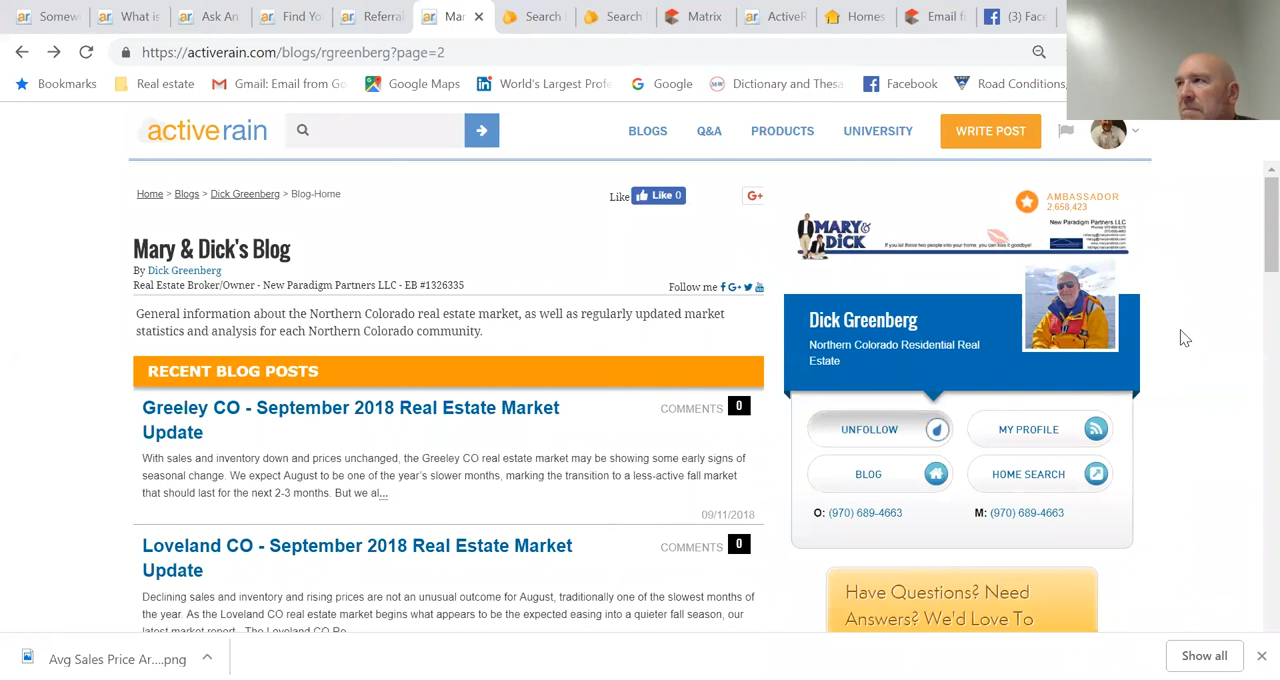 Somew
What is
Ask An
Find Yo
Referra
Mar
Search
Search
Matrix
ActiveR
Homes
Email f
(3) Face
https://activerain.com/blogs/rgreenberg?page=2
Bookmarks
Real estate
Gmail: Email from Go
Google Maps
World's Largest Profe
Google
Dictionary and Thesa
Facebook
Road Conditions,
activerain
BLOGS
Q&A
PRODUCTS
UNIVERSITY
WRITE POST
Home > Blogs > Dick Greenberg > Blog-Home
Like
Like 0
G+
Mary & Dick's Blog
By Dick Greenberg
Real Estate Broker/Owner - New Paradigm Partners LLC - EB #1326335
Follow me
General information about the Northern Colorado real estate market, as well as regularly updated market
statistics and analysis for each Northern Colorado community.
RECENT BLOG POSTS
Greeley CO - September 2018 Real Estate Market
Update
COMMENTS 0
With sales and inventory down and prices unchanged, the Greeley CO real estate market may be showing some early signs of
seasonal change. We expect August to be one of the year's slower months, marking the transition to a less-active fall market
that should last for the next 2-3 months. But we al...
09/11/2018
Loveland CO - September 2018 Real Estate Market
Update
COMMENTS 0
Declining sales and inventory and rising prices are not an unusual outcome for August, traditionally one of the slowest months of
the year. As the Loveland CO real estate market begins what appears to be the expected easing into a quieter fall season, our
latest market report - The Loveland CO Re
AMBASSADOR
2,658,423
MARY &
DICK
If you let these two people into your home, you can kiss it goodbye!
New Paradigm Partners LLC
Dick Greenberg
Northern Colorado Residential Real
Estate
UNFOLLOW
MY PROFILE
BLOG
HOME SEARCH
O: (970) 689-4663
M: (970) 689-4663
Have Questions? Need
Answers? We'd Love To
Avg Sales Price Ar....png
Show all